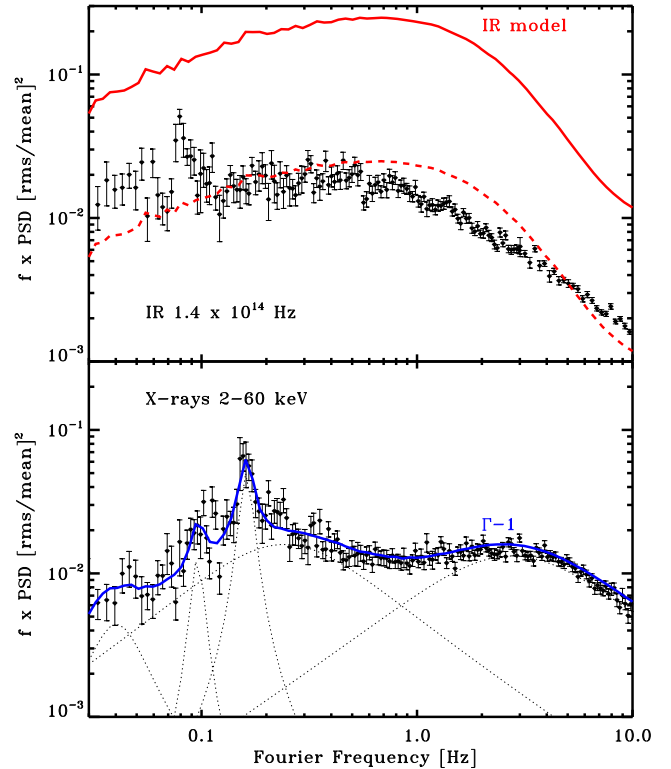 IR model
10⁻¹
10⁻²
10⁻³
f x PSD [rms/mean]²
IR 1.4 x 10¹⁴ Hz
X-rays 2-60 keV
Γ-1
10⁻¹
10⁻²
10⁻³
f x PSD [rms/mean]²
0.1 1.0 10.0
Fourier Frequency [Hz]